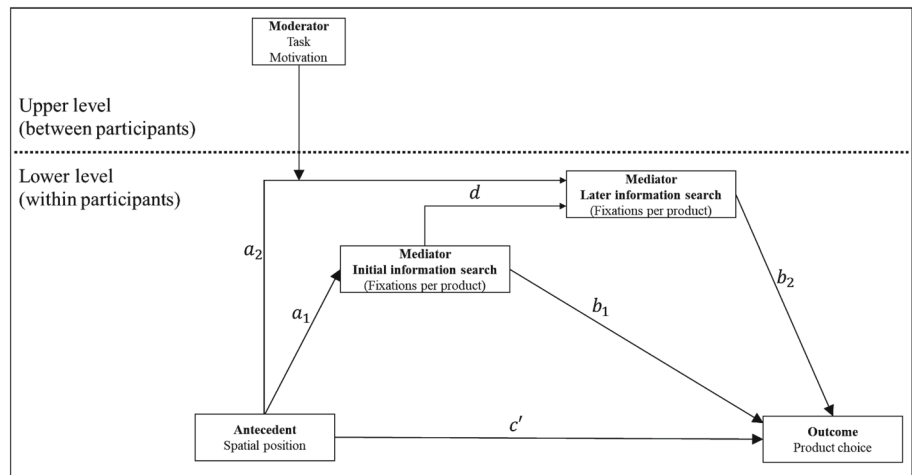 Moderator
Task
Motivation
Upper level
(between participants)
Lower level
(within participants)
Mediator
Later information search
(Fixations per product)
d
Mediator
Initial information search
(Fixations per product)
a₂
a₁
b₁
b₂
Antecedent
Spatial position
c′
Outcome
Product choice